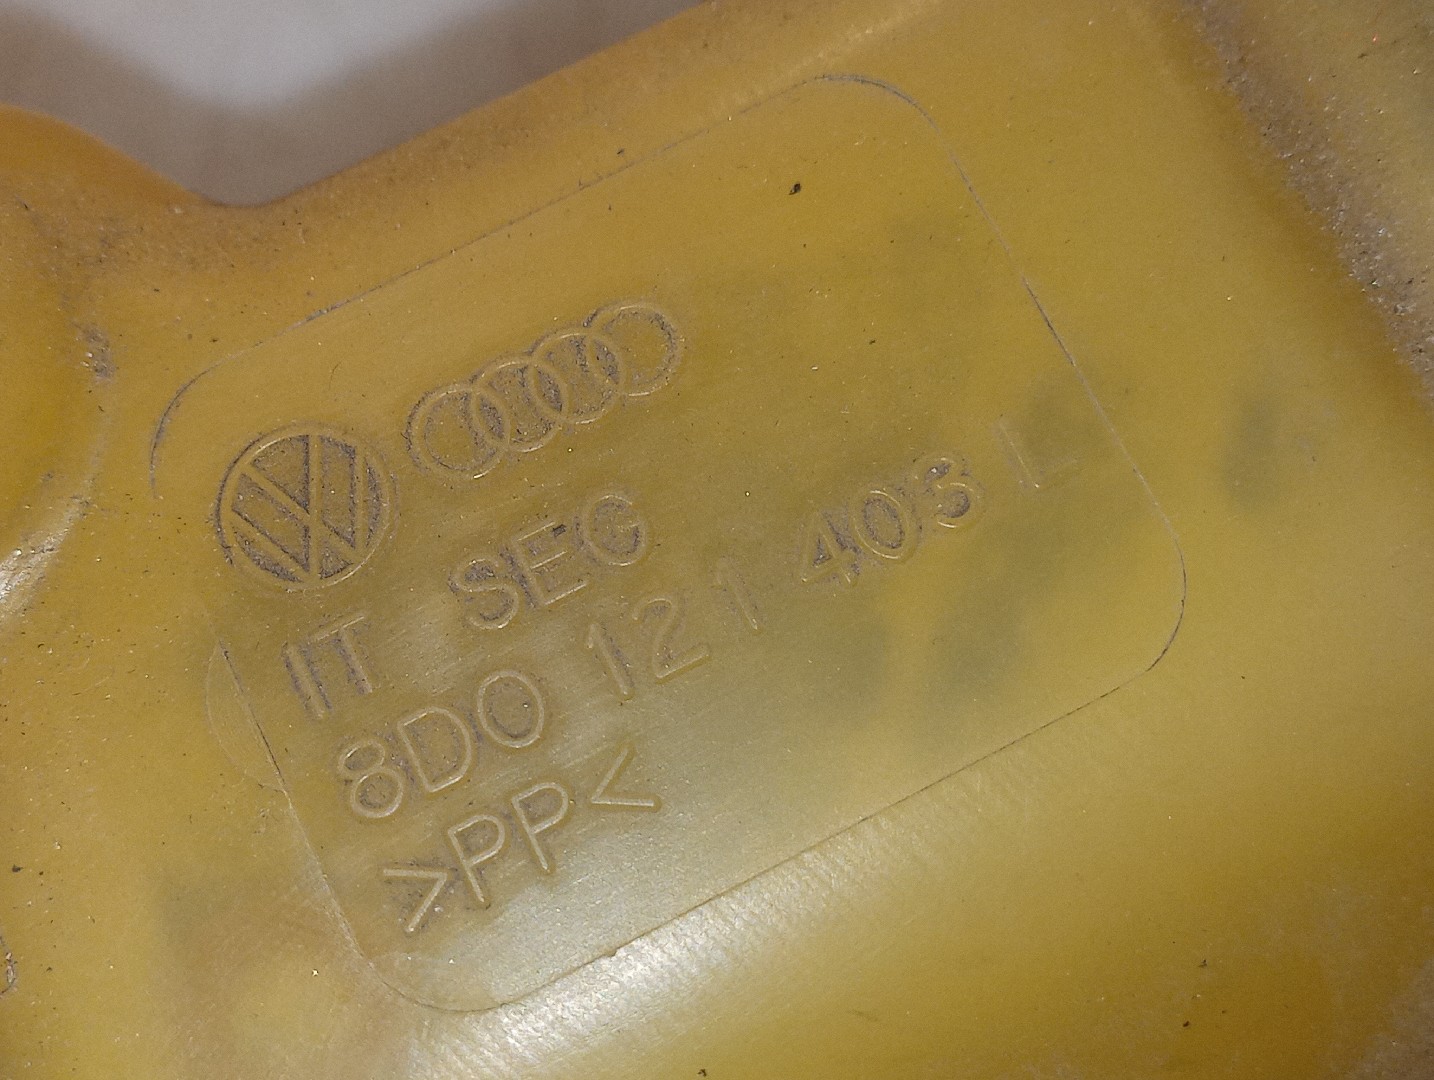 IT SEG
8D0 121 403 L
>PP<